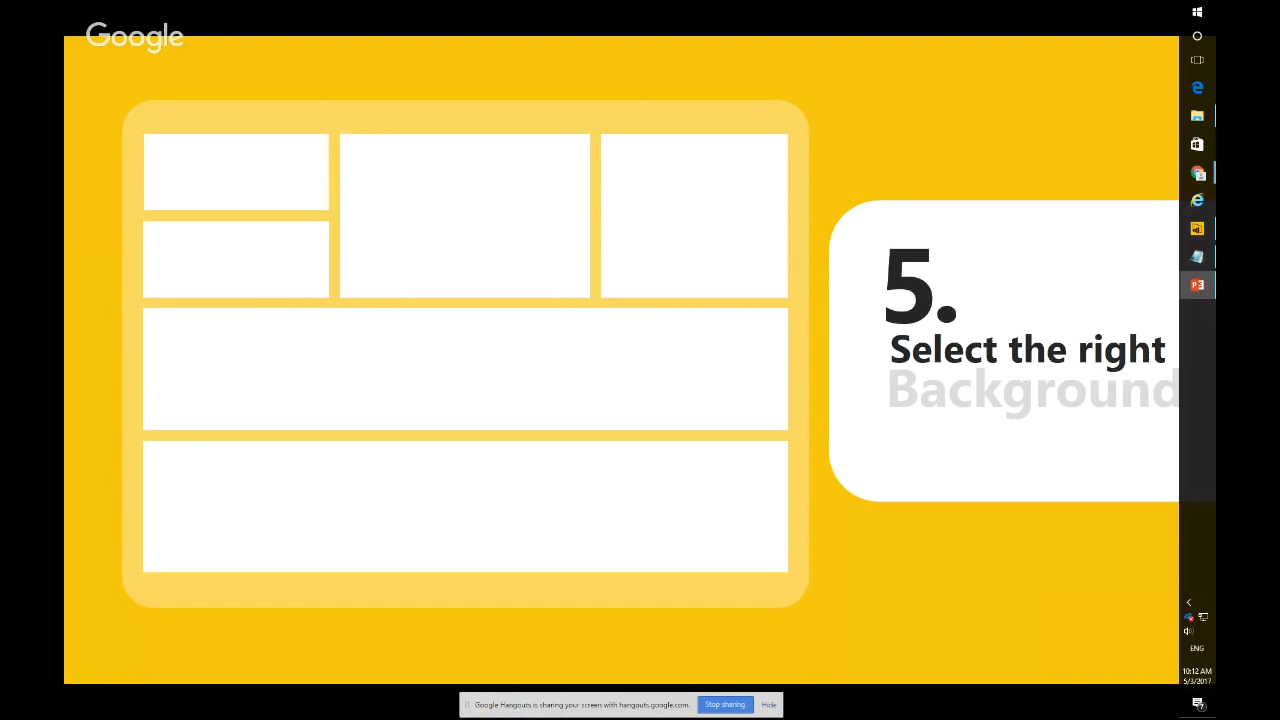 Google
5.
Select the right
Background
ENG
10:12 AM
5/3/2017
Google Hangouts is sharing your screen with hangouts.google.com.
Stop sharing
Hide